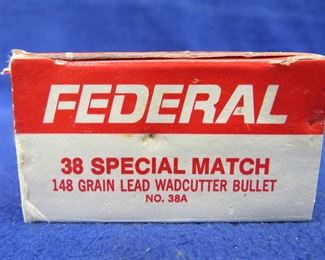 FEDERAL
38 SPECIAL MATCH
148 GRAIN LEAD WADCUTTER BULLET
NO. 38A